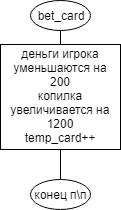 bet_card
деньги игрока
уменьшаются на
200
копилка
увеличивается на
1200
temp_card++
конец п\п